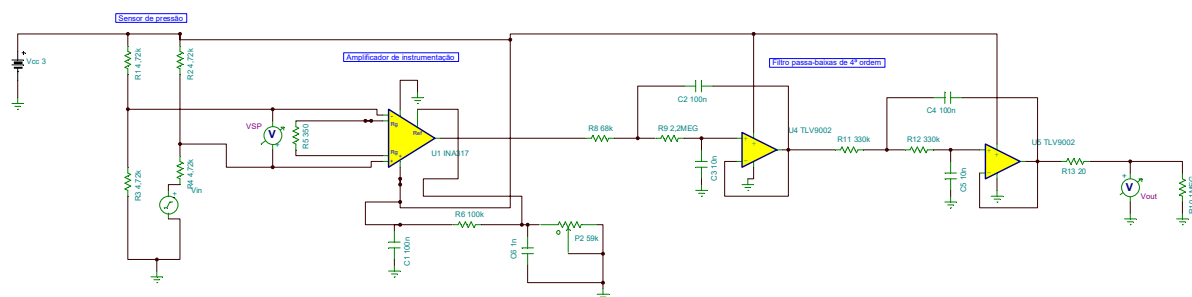 Sensor de pressão
Vcc 3
R1 4,72k
R2 4,72k
Amplificador de instrumentação
Filtro passa-baixas de 4ª ordem
C2 100n
C4 100n
VSP
V
R5 350
Rg
Rg
Ref
U1 INA317
R8 68k
R9 2,2MEG
U4 TLV9002
R11 330k
R12 330k
U5 TLV9002
C3 10n
C5 10n
R3 4,72k
R4 4,72k
Vin
R13 20
V
Vout
R6 100k
P2 59k
C1 100n
C6 1n